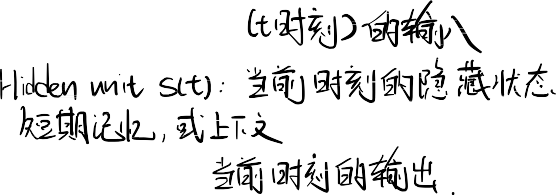 (t时刻)的输入
Hidden unit s(t): 当前时刻的隐藏状态、
短期记忆,或上下文
当前时刻的输出.